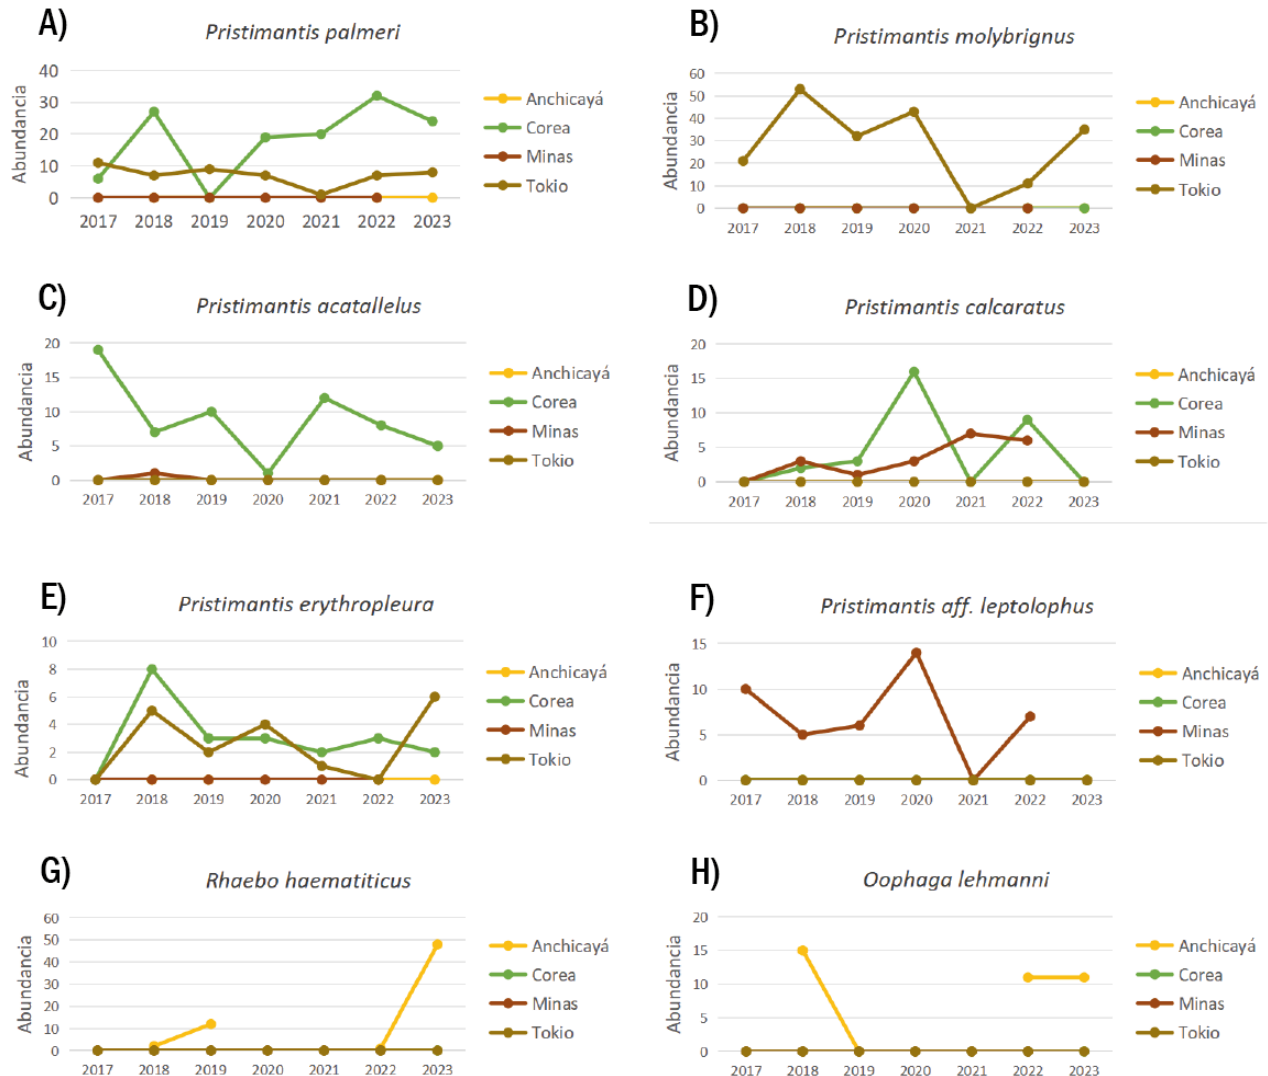 A)
Pristimantis palmeri
Abundancia
40
30
20
10
0
2017 2018 2019 2020 2021 2022 2023
Anchicayá
Corea
Minas
Tokio
B)
Pristimantis molybrignus
Abundancia
60
50
40
30
20
10
0
2017 2018 2019 2020 2021 2022 2023
Anchicayá
Corea
Minas
Tokio
C)
Pristimantis acatallelus
Abundancia
20
15
10
5
0
2017 2018 2019 2020 2021 2022 2023
Anchicayá
Corea
Minas
Tokio
D)
Pristimantis calcaratus
Abundancia
20
15
10
5
0
2017 2018 2019 2020 2021 2022 2023
Anchicayá
Corea
Minas
Tokio
E)
Pristimantis erythropleura
Abundancia
10
8
6
4
2
0
2017 2018 2019 2020 2021 2022 2023
Anchicayá
Corea
Minas
Tokio
F)
Pristimantis aff. leptolophus
Abundancia
15
10
5
0
2017 2018 2019 2020 2021 2022 2023
Anchicayá
Corea
Minas
Tokio
G)
Rhaebo haematiticus
Abundancia
60
50
40
30
20
10
0
2017 2018 2019 2020 2021 2022 2023
Anchicayá
Corea
Minas
Tokio
H)
Oophaga lehmanni
Abundancia
20
15
10
5
0
2017 2018 2019 2020 2021 2022 2023
Anchicayá
Corea
Minas
Tokio